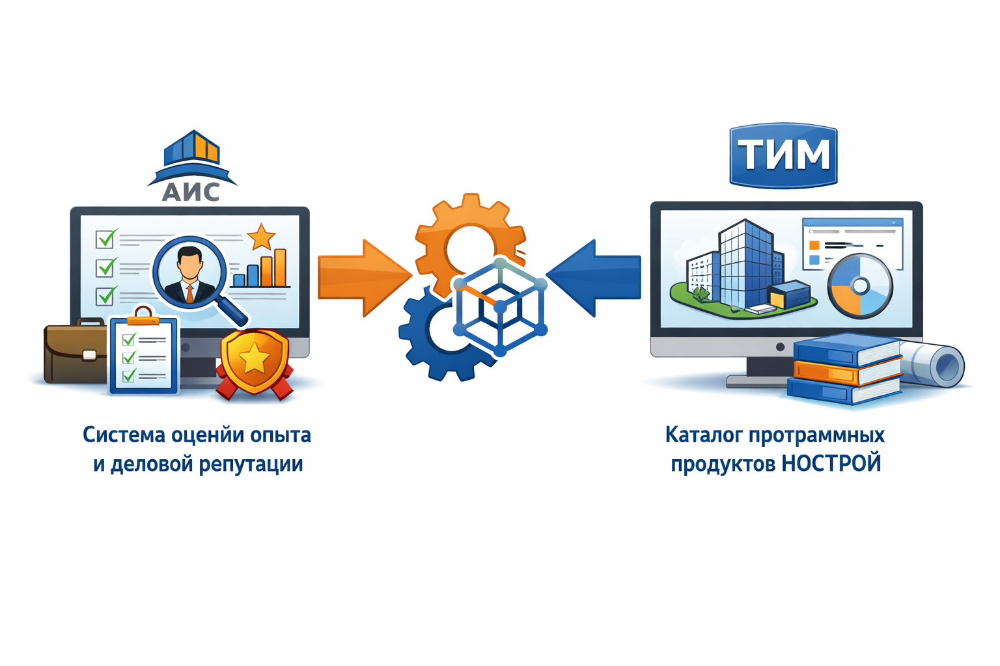 АИС
ТИМ
Система оценйи опыта
и деловой репутации
Каталог протраммных
продуктов НОСТРОЙ